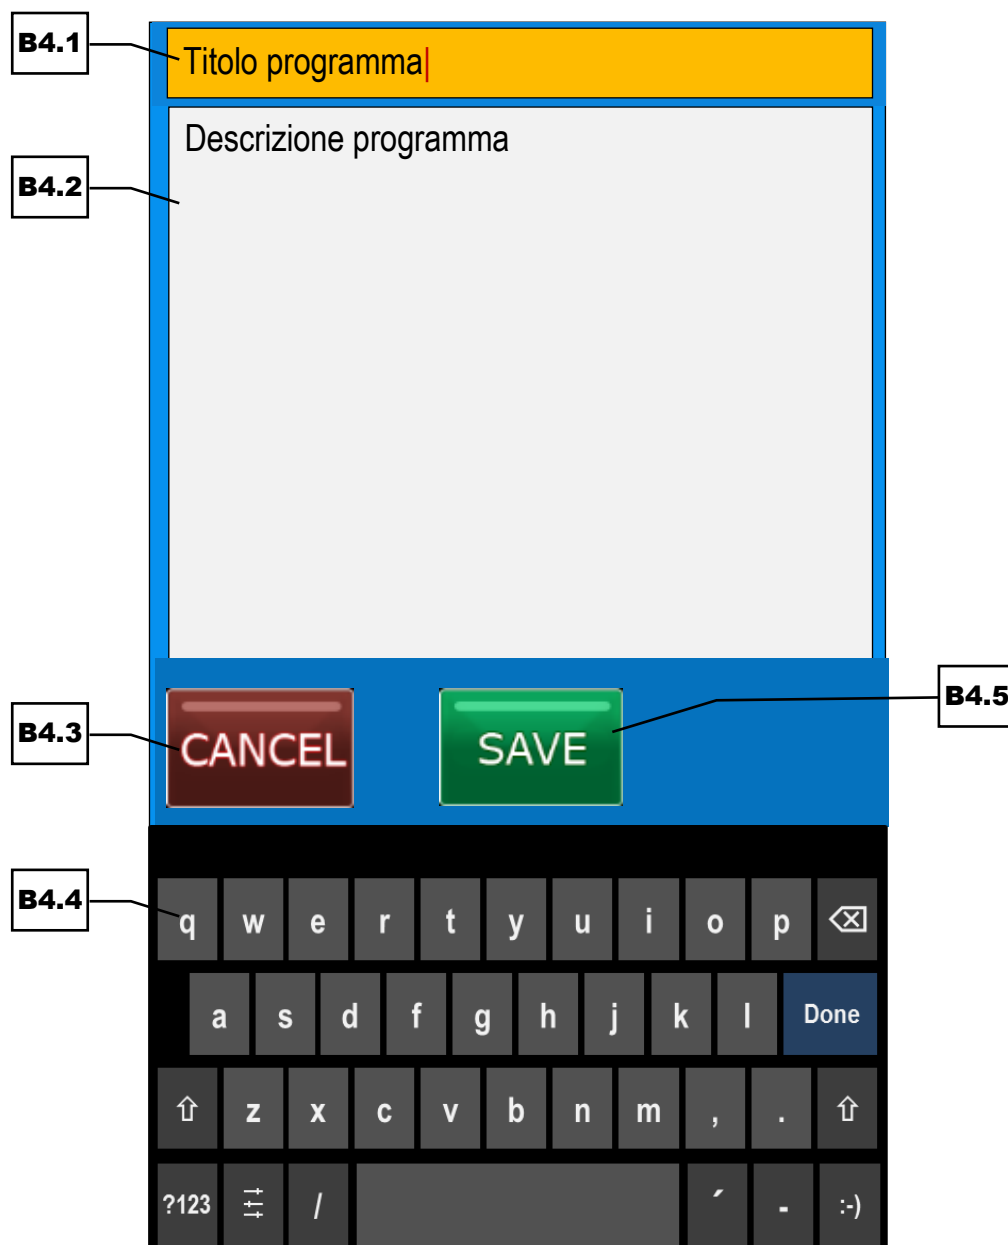 B4.1
Titolo programma
Descrizione programma
B4.2
B4.3
CANCEL
SAVE
B4.5
B4.4
q w e r t y u i o p
a s d f g h j k l Done
z x c v b n m , .
?123 / ´ - :-)